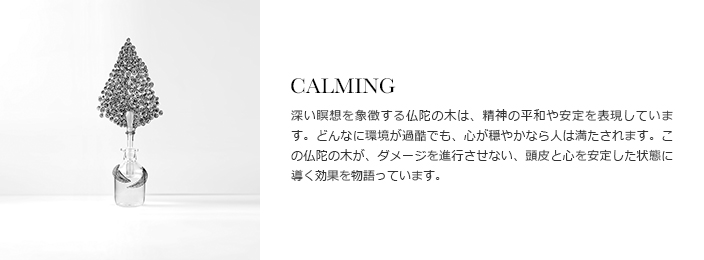 CALMING
深い瞑想を象徴する仏陀の木は、精神の平和や安定を表現していま
す。どんなに環境が過酷でも、心が穏やかなら人は満たされます。こ
の仏陀の木が、ダメージを進行させない、頭皮と心を安定した状態に
導く効果を物語っています。